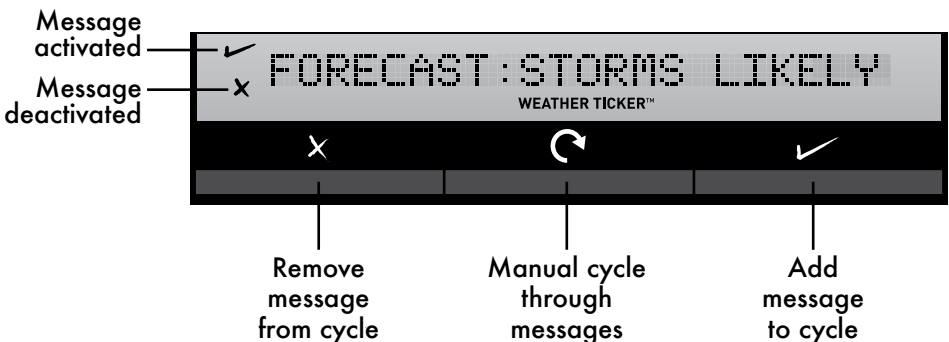 Message
activated
Message
deactivated
FORECAST:STORMS LIKELY
WEATHER TICKER™
Remove
message
from cycle
Manual cycle
through
messages
Add
message
to cycle